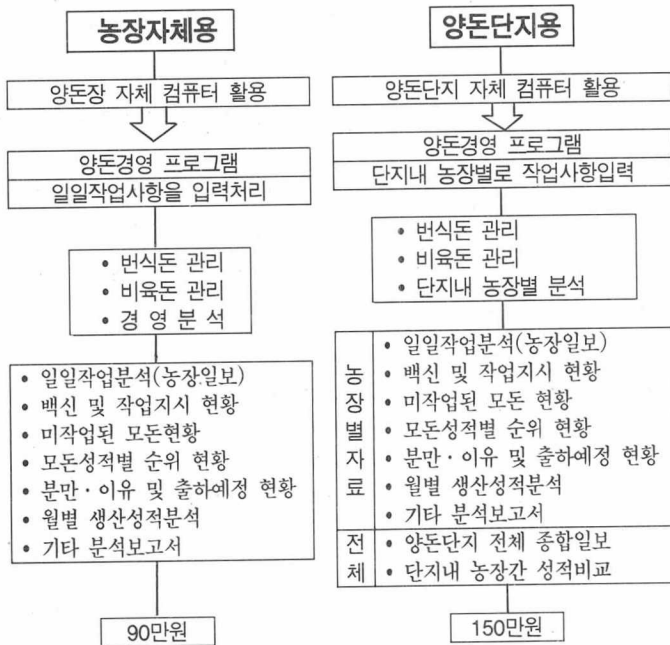 농장자체용
양돈장 자체 컴퓨터 활용
양돈경영 프로그램
일일작업사항을 입력처리
• 번식돈 관리
• 비육돈 관리
• 경 영 분 석
• 일일작업분석(농장일보)
• 백신 및 작업지시 현황
• 미작업된 모돈현황
• 모돈성적별 순위 현황
• 분만·이유 및 출하예정 현황
• 월별 생산성적분석
• 기타 분석보고서
90만원
양돈단지용
양돈단지 자체 컴퓨터 활용
양돈경영 프로그램
단지내 농장별로 작업사항입력
• 번식돈 관리
• 비육돈 관리
• 단지내 농장별 분석
농장별자료
• 일일작업분석(농장일보)
• 백신 및 작업지시 현황
• 미작업된 모돈 현황
• 모돈성적별 순위 현황
• 분만·이유 및 출하예정 현황
• 월별 생산성적분석
• 기타 분석보고서
전체
• 양돈단지 전체 종합일보
• 단지내 농장간 성적비교
150만원